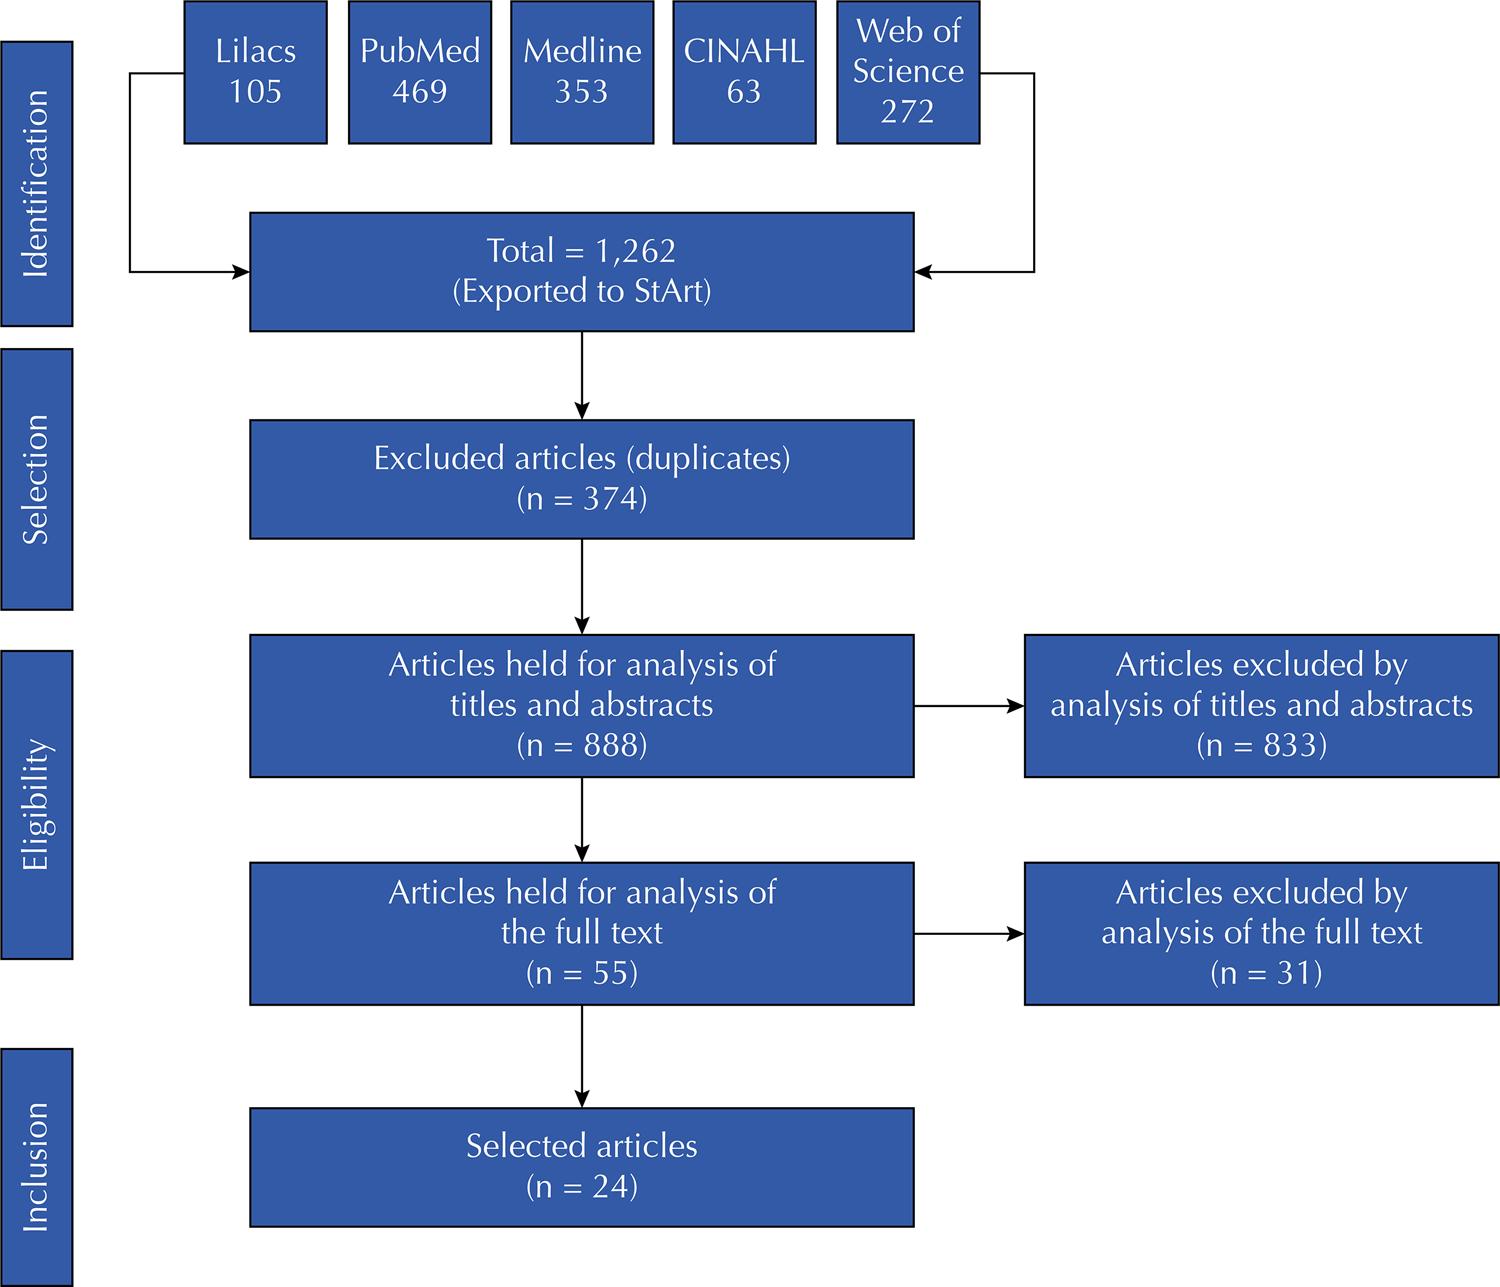 Lilacs
105
PubMed
469
Medline
353
CINAHL
63
Web of
Science
272
Identification
Total = 1,262
(Exported to StArt)
Selection
Excluded articles (duplicates)
(n = 374)
Eligibility
Articles held for analysis of
titles and abstracts
(n = 888)
Articles excluded by
analysis of titles and abstracts
(n = 833)
Articles held for analysis of
the full text
(n = 55)
Articles excluded by
analysis of the full text
(n = 31)
Inclusion
Selected articles
(n = 24)